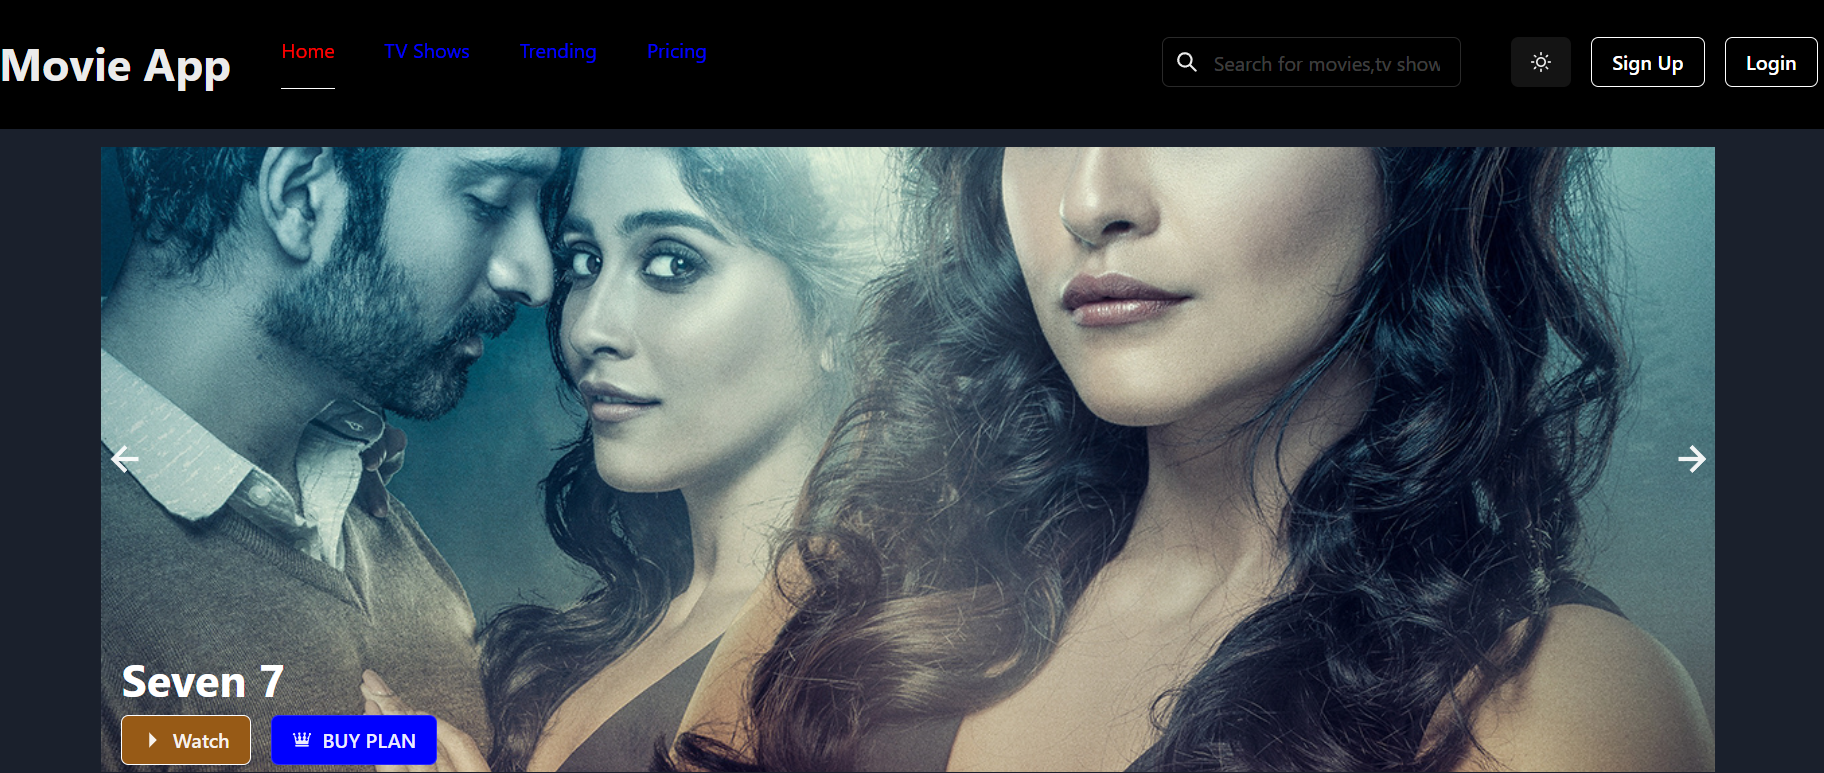 Movie App
Home
TV Shows
Trending
Pricing
Search for movies,tv show
Sign Up
Login
Seven 7
Watch
BUY PLAN